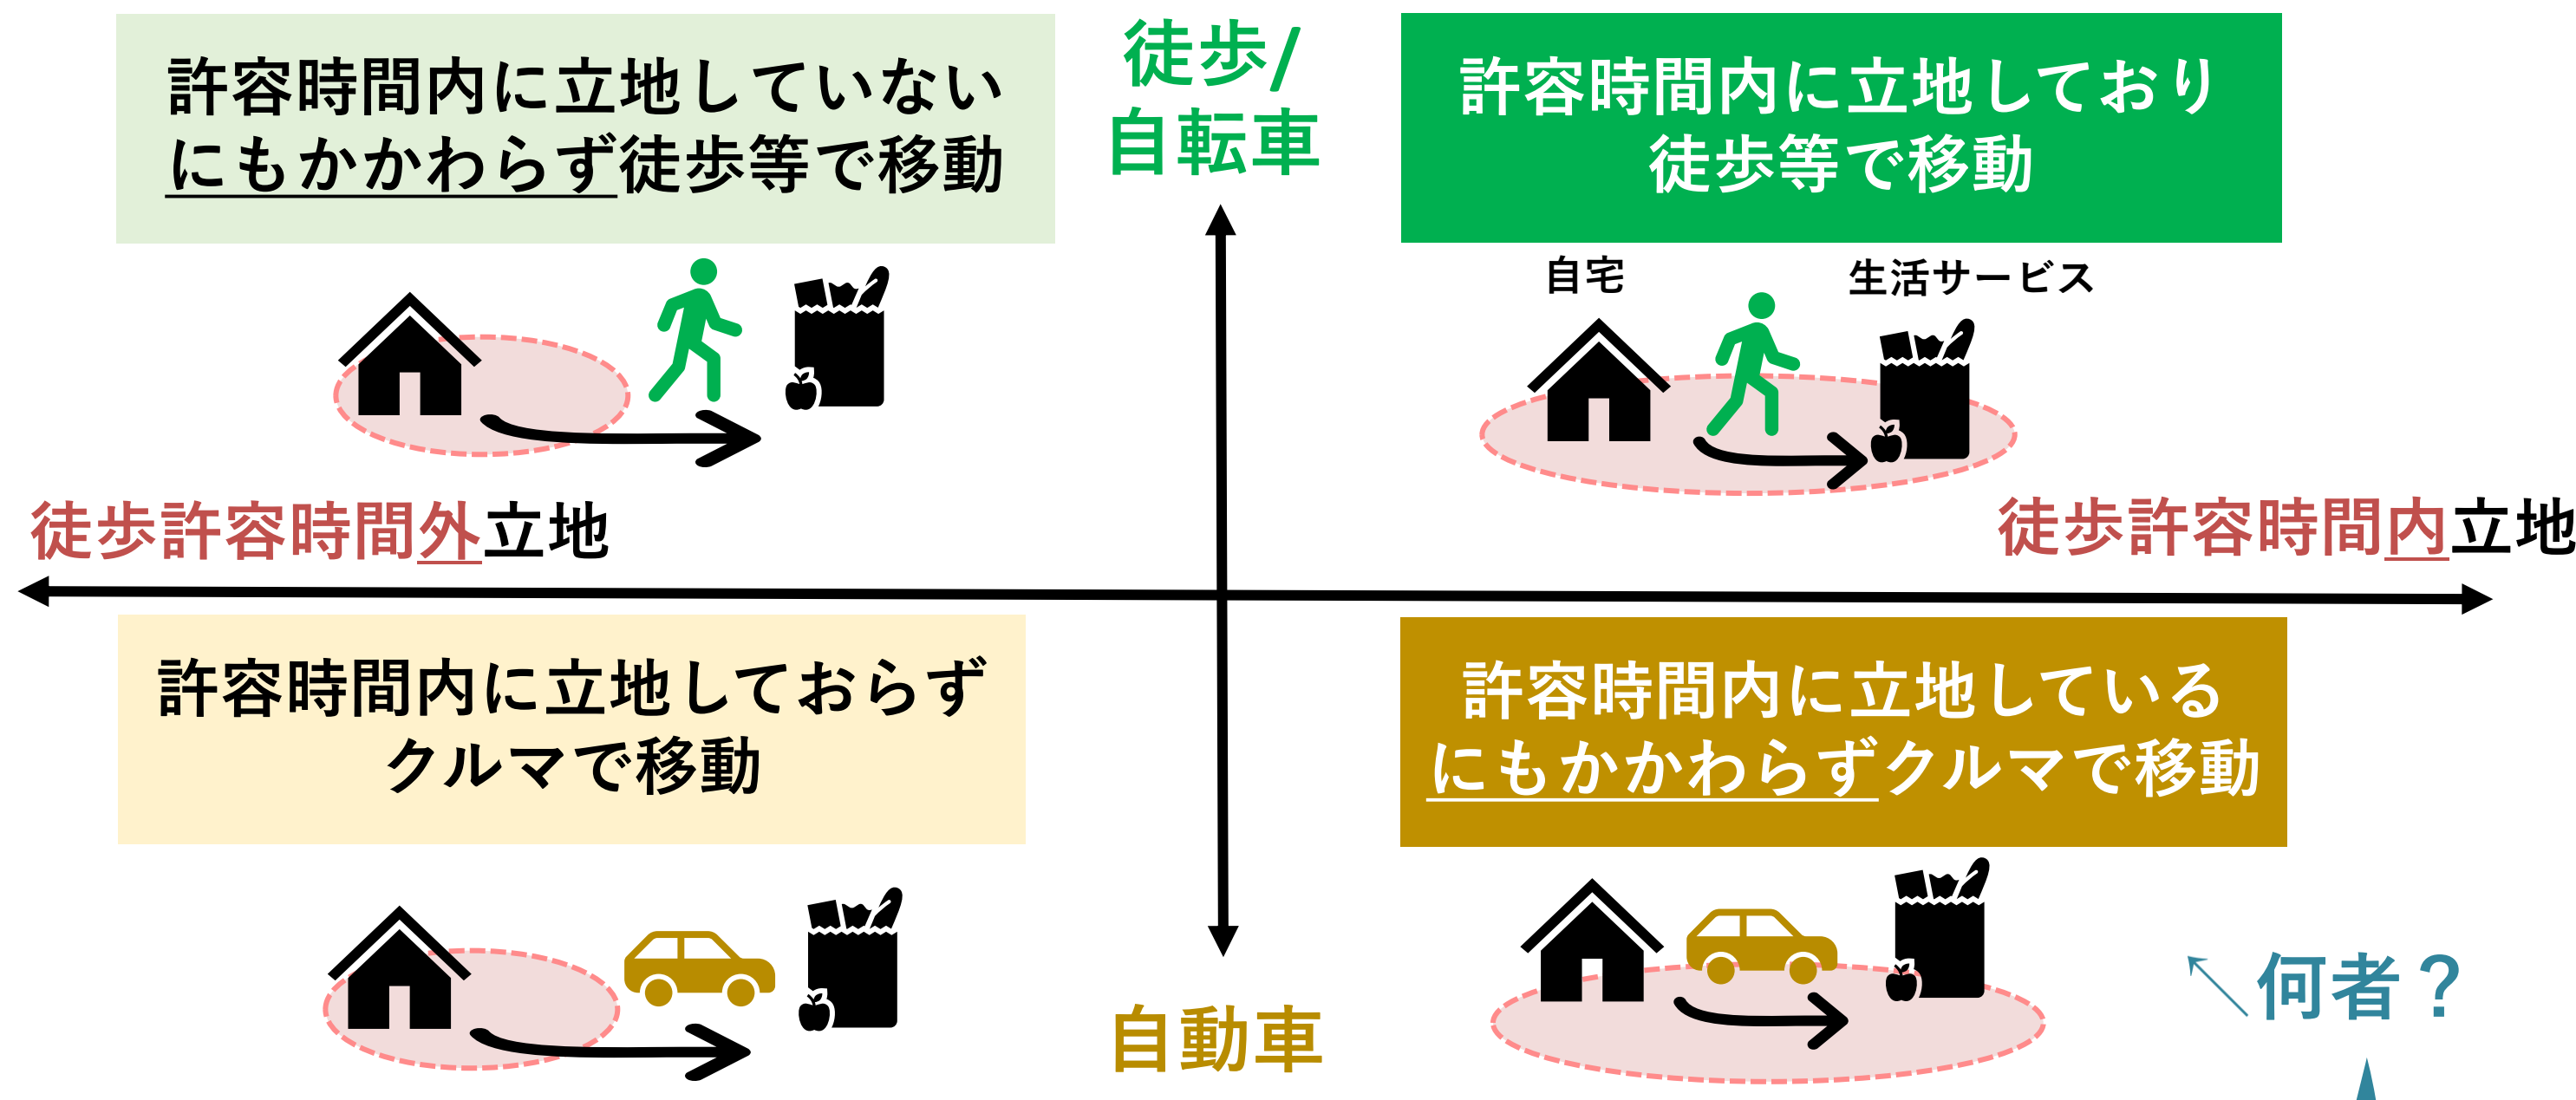 許容時間内に立地していない
にもかかわらず徒歩等で移動
徒歩/
自転車
許容時間内に立地しており
徒歩等で移動
自宅
生活サービス
徒歩許容時間外立地
徒歩許容時間内立地
許容時間内に立地しておらず
クルマで移動
許容時間内に立地している
にもかかわらずクルマで移動
自動車
何者？